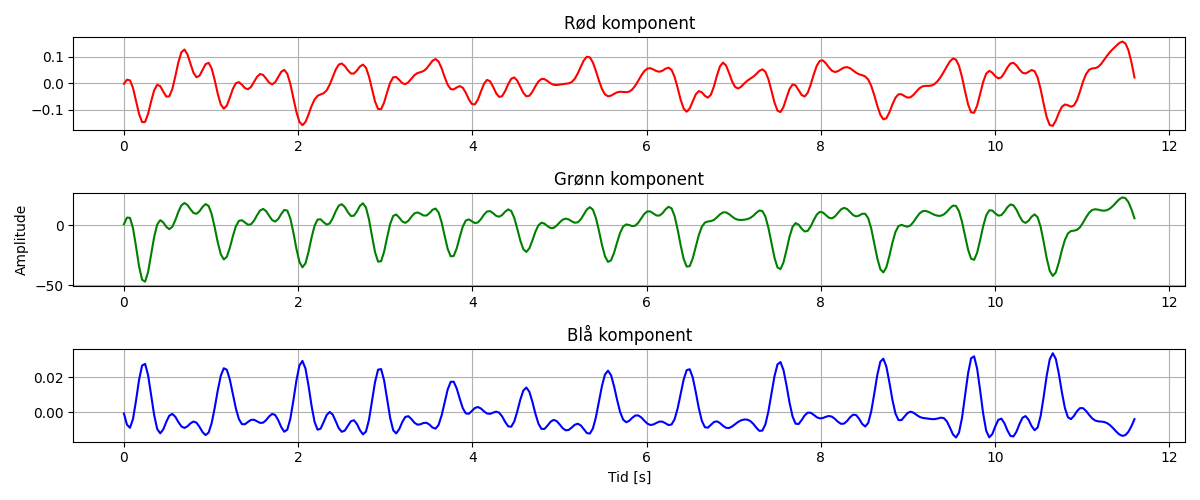 Rød komponent
0.1
0.0
−0.1
0 2 4 6 8 10 12
Grønn komponent
Amplitude
0
−50
0 2 4 6 8 10 12
Blå komponent
0.02
0.00
0 2 4 6 8 10 12
Tid [s]